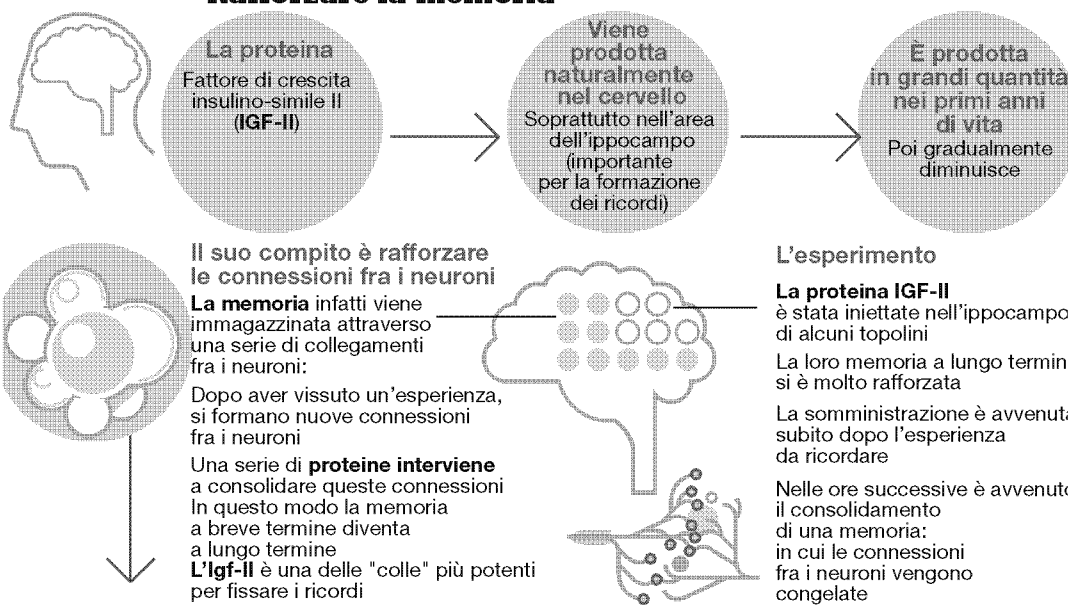 Rafforzare la memoria
La proteina
Fattore di crescita
insulino-simile II
(IGF-II)
Viene
prodotta
naturalmente
nel cervello
Soprattutto nell'area
dell'ippocampo
(importante
per la formazione
dei ricordi)
È prodotta
in grandi quantità
nei primi anni
di vita
Poi gradualmente
diminuisce
Il suo compito è rafforzare
le connessioni fra i neuroni
La memoria infatti viene
immagazzinata attraverso
una serie di collegamenti
fra i neuroni:
Dopo aver vissuto un'esperienza,
si formano nuove connessioni
fra i neuroni
Una serie di proteine interviene
a consolidare queste connessioni
In questo modo la memoria
a breve termine diventa
a lungo termine
L'Igf-II è una delle "colle" più potenti
per fissare i ricordi
L'esperimento
La proteina IGF-II
è stata iniettate nell'ippocampo
di alcuni topolini
La loro memoria a lungo termin
si è molto rafforzata
La somministrazione è avvenuta
subito dopo l'esperienza
da ricordare
Nelle ore successive è avvenuto
il consolidamento
di una memoria:
in cui le connessioni
fra i neuroni vengono
congelate